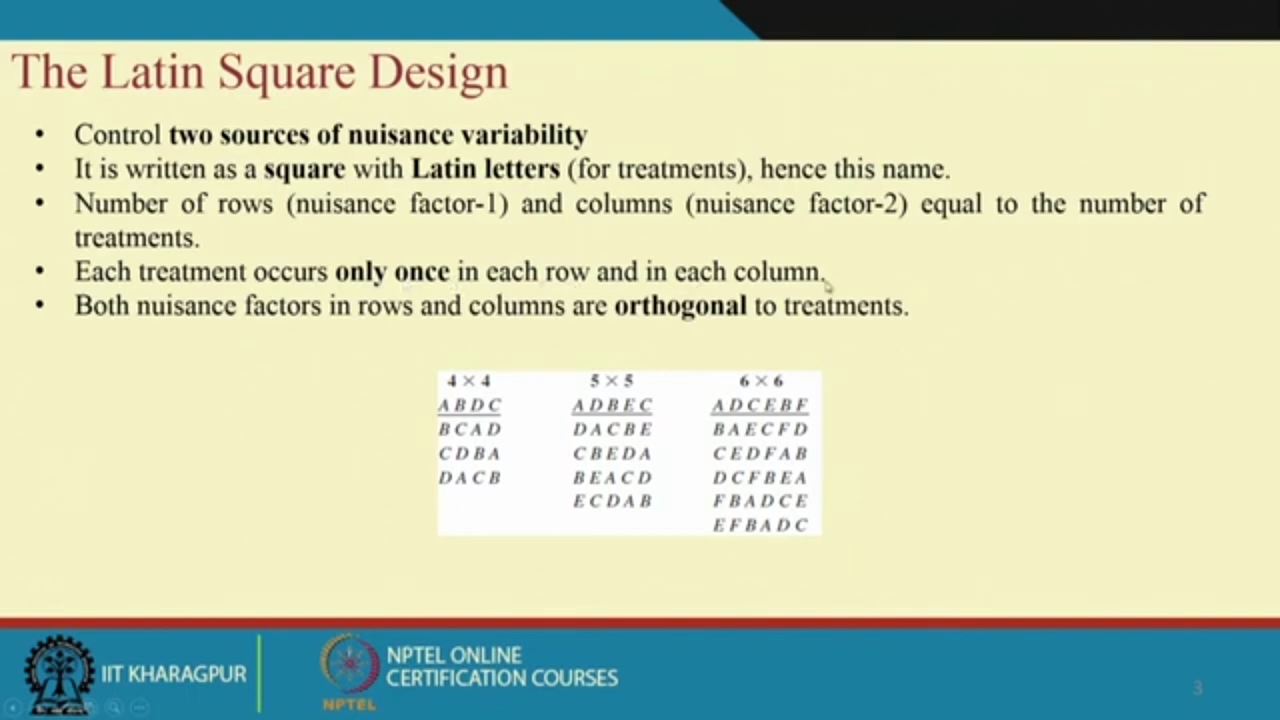 The Latin Square Design
• Control two sources of nuisance variability
• It is written as a square with Latin letters (for treatments), hence this name.
• Number of rows (nuisance factor-1) and columns (nuisance factor-2) equal to the number of
treatments.
• Each treatment occurs only once in each row and in each column.
• Both nuisance factors in rows and columns are orthogonal to treatments.
4 × 4 5 × 5 6 × 6
A B D C A D B E C A D C E B F
B C A D D A C B E B A E C F D
C D B A C B E D A C E D F A B
D A C B B E A C D D C F B E A
E C D A B F B A D C E
E F B A D C
IIT KHARAGPUR
NPTEL ONLINE
CERTIFICATION COURSES
NPTEL
3